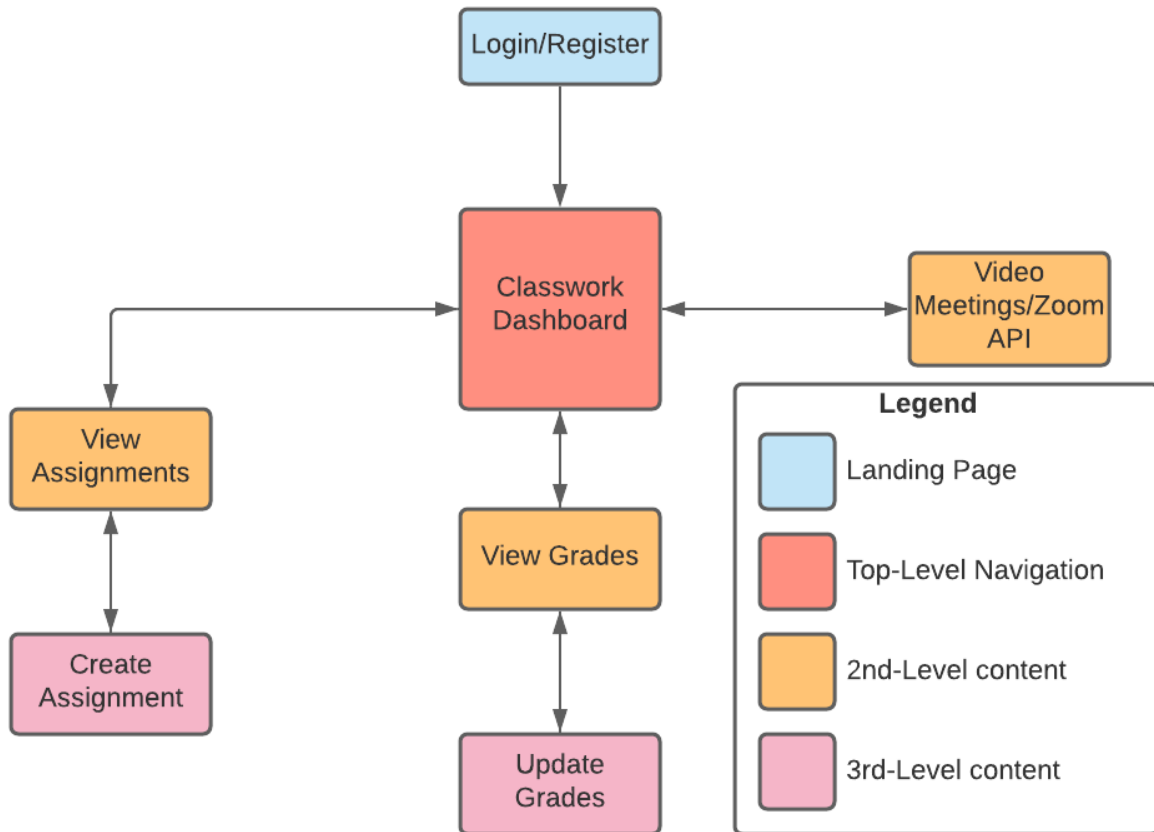 Login/Register
Classwork
Dashboard
Video
Meetings/Zoom
API
View
Assignments
View Grades
Create
Assignment
Update
Grades
Legend
Landing Page
Top-Level Navigation
2nd-Level content
3rd-Level content